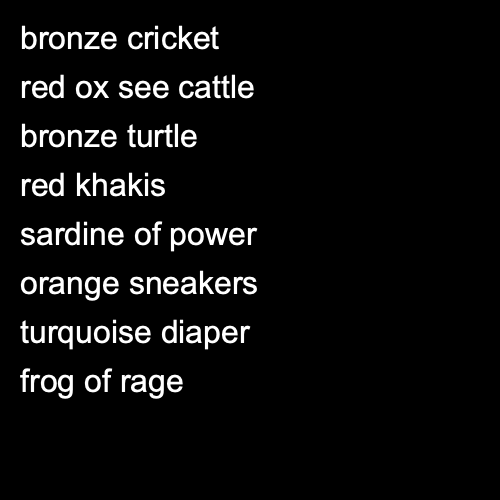 bronze cricket
red ox see cattle
bronze turtle
red khakis
sardine of power
orange sneakers
turquoise diaper
frog of rage